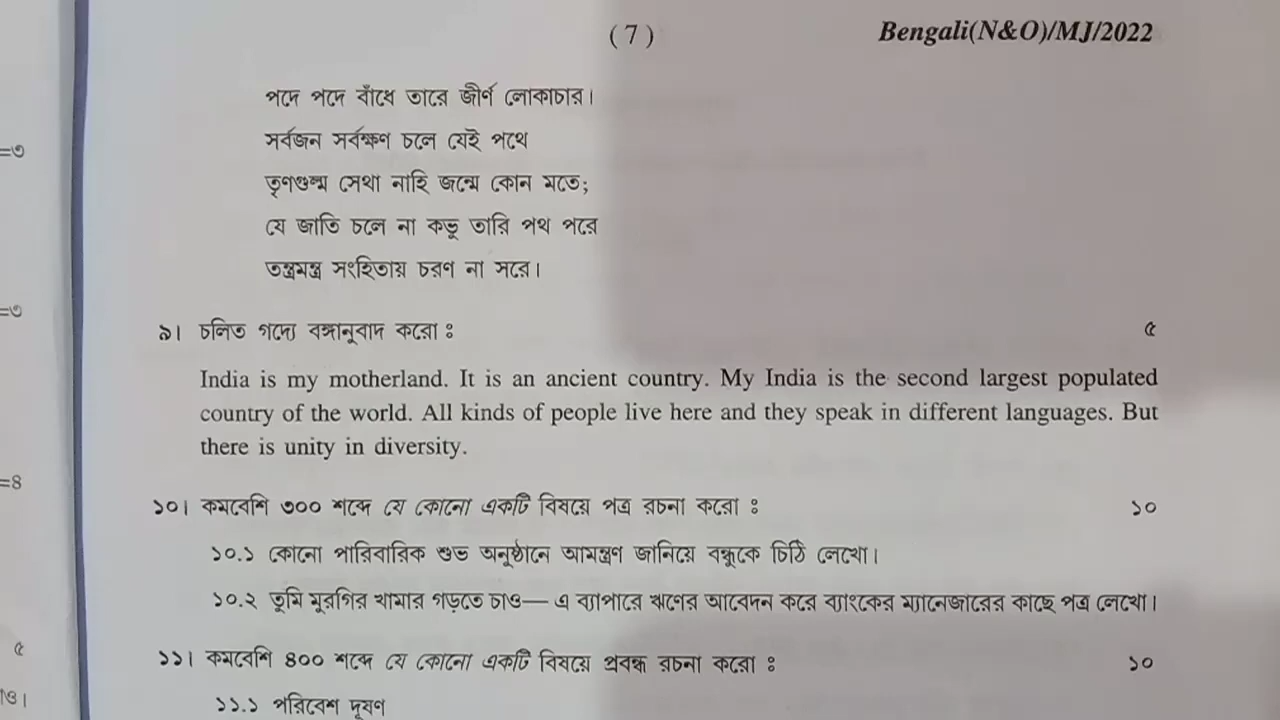 ( 7 )
Bengali(N&O)/MJ/2022
পদে পদে বাঁধে তারে জীর্ণ লোকাচার।
সর্বজন সর্বক্ষণ চলে যেই পথে
তৃণগুল্ম সেথা নাহি জন্মে কোন মতে;
যে জাতি চলে না কভু তারি পথ পরে
তন্ত্রমন্ত্র সংহিতায় চরণ না সরে।
৯। চলিত গদ্যে বঙ্গানুবাদ করো : ৫
India is my motherland. It is an ancient country. My India is the second largest populated
country of the world. All kinds of people live here and they speak in different languages. But
there is unity in diversity.
১০। কমবেশি ৩০০ শব্দে যে কোনো একটি বিষয়ে পত্র রচনা করো : ১০
১০.১ কোনো পারিবারিক শুভ অনুষ্ঠানে আমন্ত্রণ জানিয়ে বন্ধুকে চিঠি লেখো।
১০.২ তুমি মুরগির খামার গড়তে চাও— এ ব্যাপারে ঋণের আবেদন করে ব্যাংকের ম্যানেজারের কাছে পত্র লেখো।
১১। কমবেশি ৪০০ শব্দে যে কোনো একটি বিষয়ে প্রবন্ধ রচনা করো : ১০
১১.১ পরিবেশ দূষণ
=৩
=৩
=৪
৫